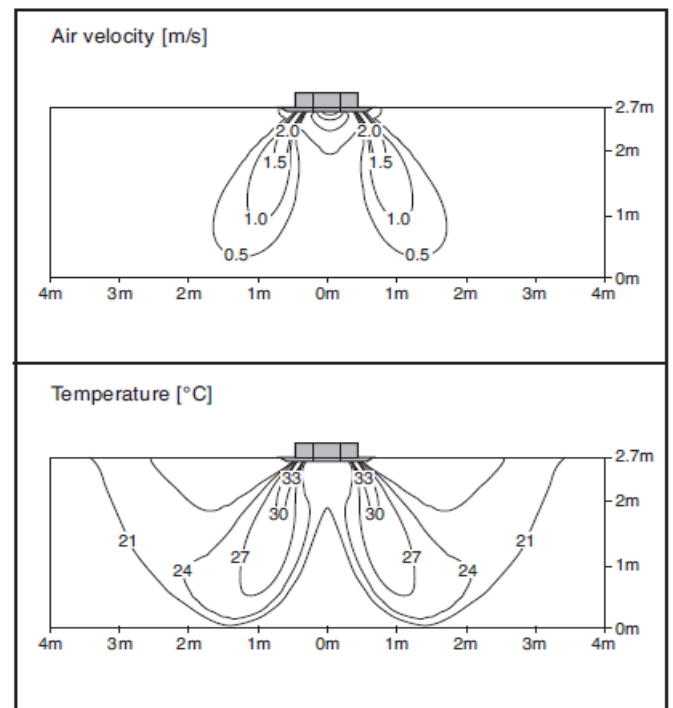 Air velocity [m/s]
2.7m
2.0 2.0
2m
1.5 1.5
1m
1.0 1.0
0.5 0.5
0m
4m 3m 2m 1m 0m 1m 2m 3m 4m
Temperature [°C]
2.7m
33 33
2m
30 30
21 21
27 27
24 24
1m
0m
4m 3m 2m 1m 0m 1m 2m 3m 4m